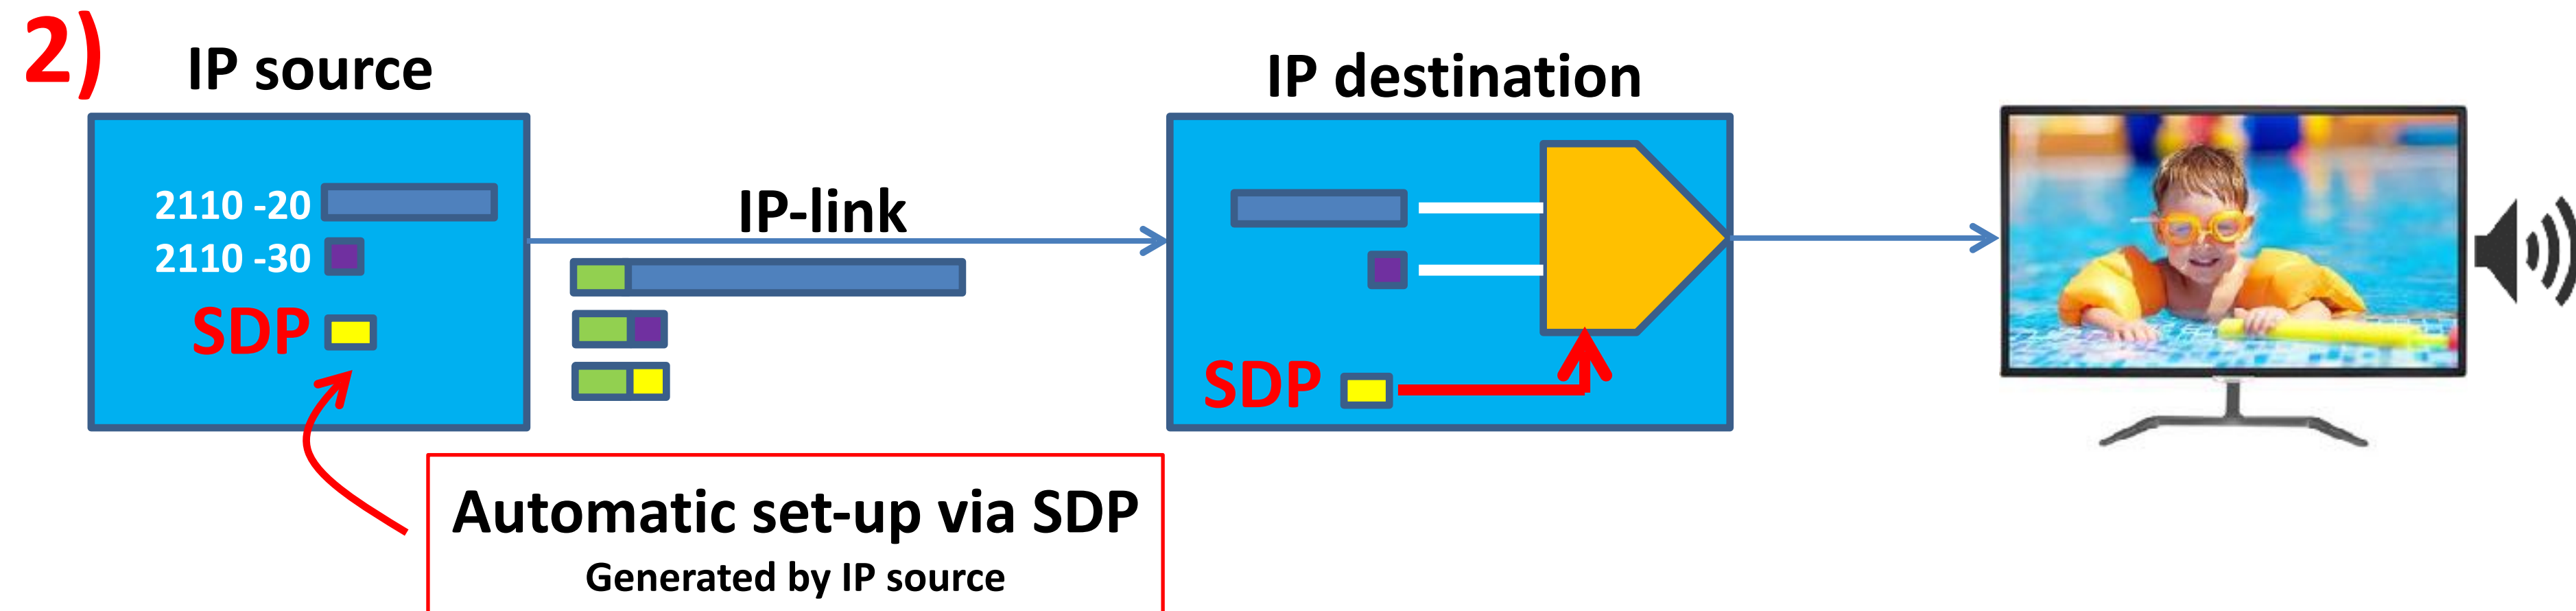 2)
IP source
IP destination
2110 -20
2110 -30
SDP
IP-link
SDP
Automatic set-up via SDP
Generated by IP source